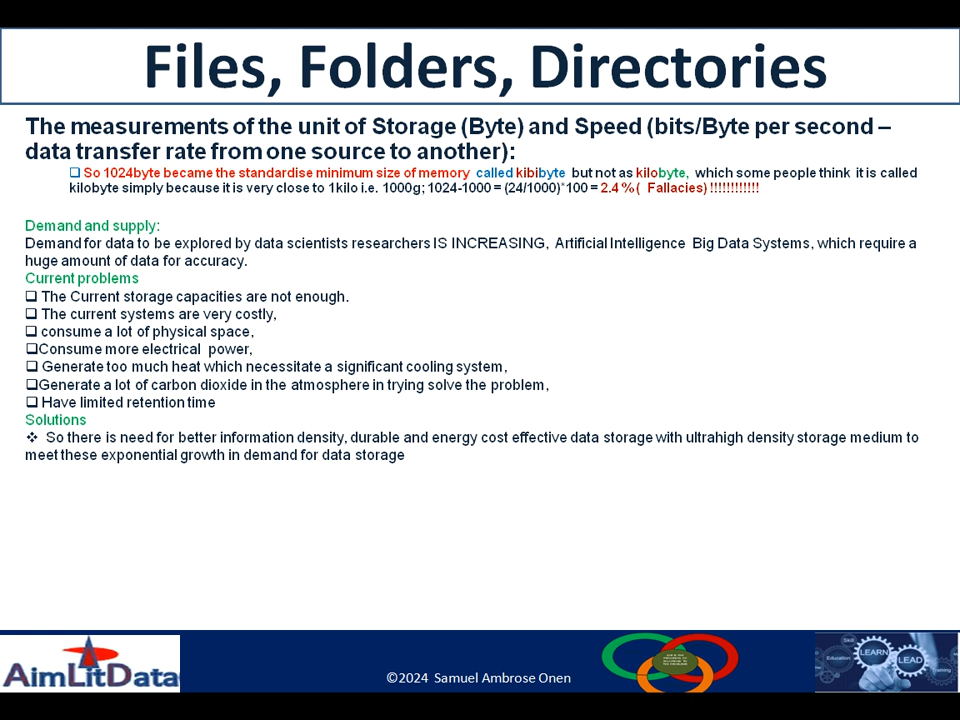 Files, Folders, Directories
The measurements of the unit of Storage (Byte) and Speed (bits/Byte per second –
data transfer rate from one source to another):
❑ So 1024byte became the standardise minimum size of memory called kibibyte but not as kilobyte, which some people think it is called
kilobyte simply because it is very close to 1kilo i.e. 1000g; 1024-1000 = (24/1000)*100 = 2.4 % ( Fallacies) !!!!!!!!!!!!
Demand and supply:
Demand for data to be explored by data scientists researchers IS INCREASING, Artificial Intelligence Big Data Systems, which require a
huge amount of data for accuracy.
Current problems
❑ The Current storage capacities are not enough.
❑ The current systems are very costly,
❑ consume a lot of physical space,
❑Consume more electrical power,
❑ Generate too much heat which necessitate a significant cooling system,
❑Generate a lot of carbon dioxide in the atmosphere in trying solve the problem,
❑ Have limited retention time
Solutions
❖ So there is need for better information density, durable and energy cost effective data storage with ultrahigh density storage medium to
meet these exponential growth in demand for data storage
AimLitData
©2024 Samuel Ambrose Onen
Skill
Education
LEARN
LEAD
Training